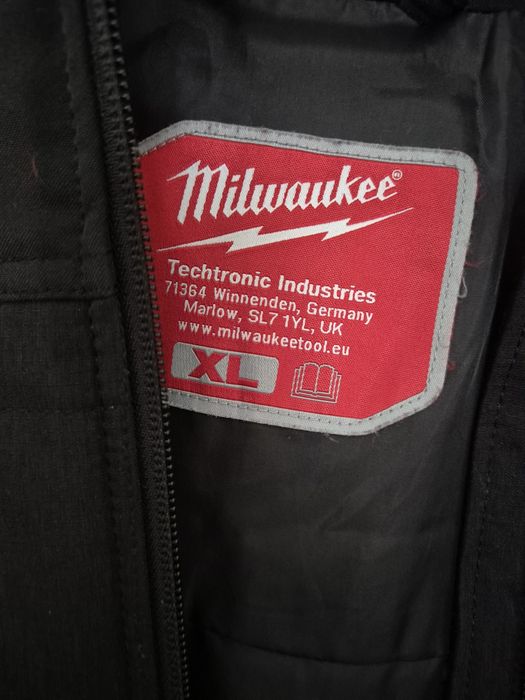 Milwaukee®
Techtronic Industries
71364 Winnenden, Germany
Marlow, SL7 1YL, UK
www.milwaukeetool.eu
XL